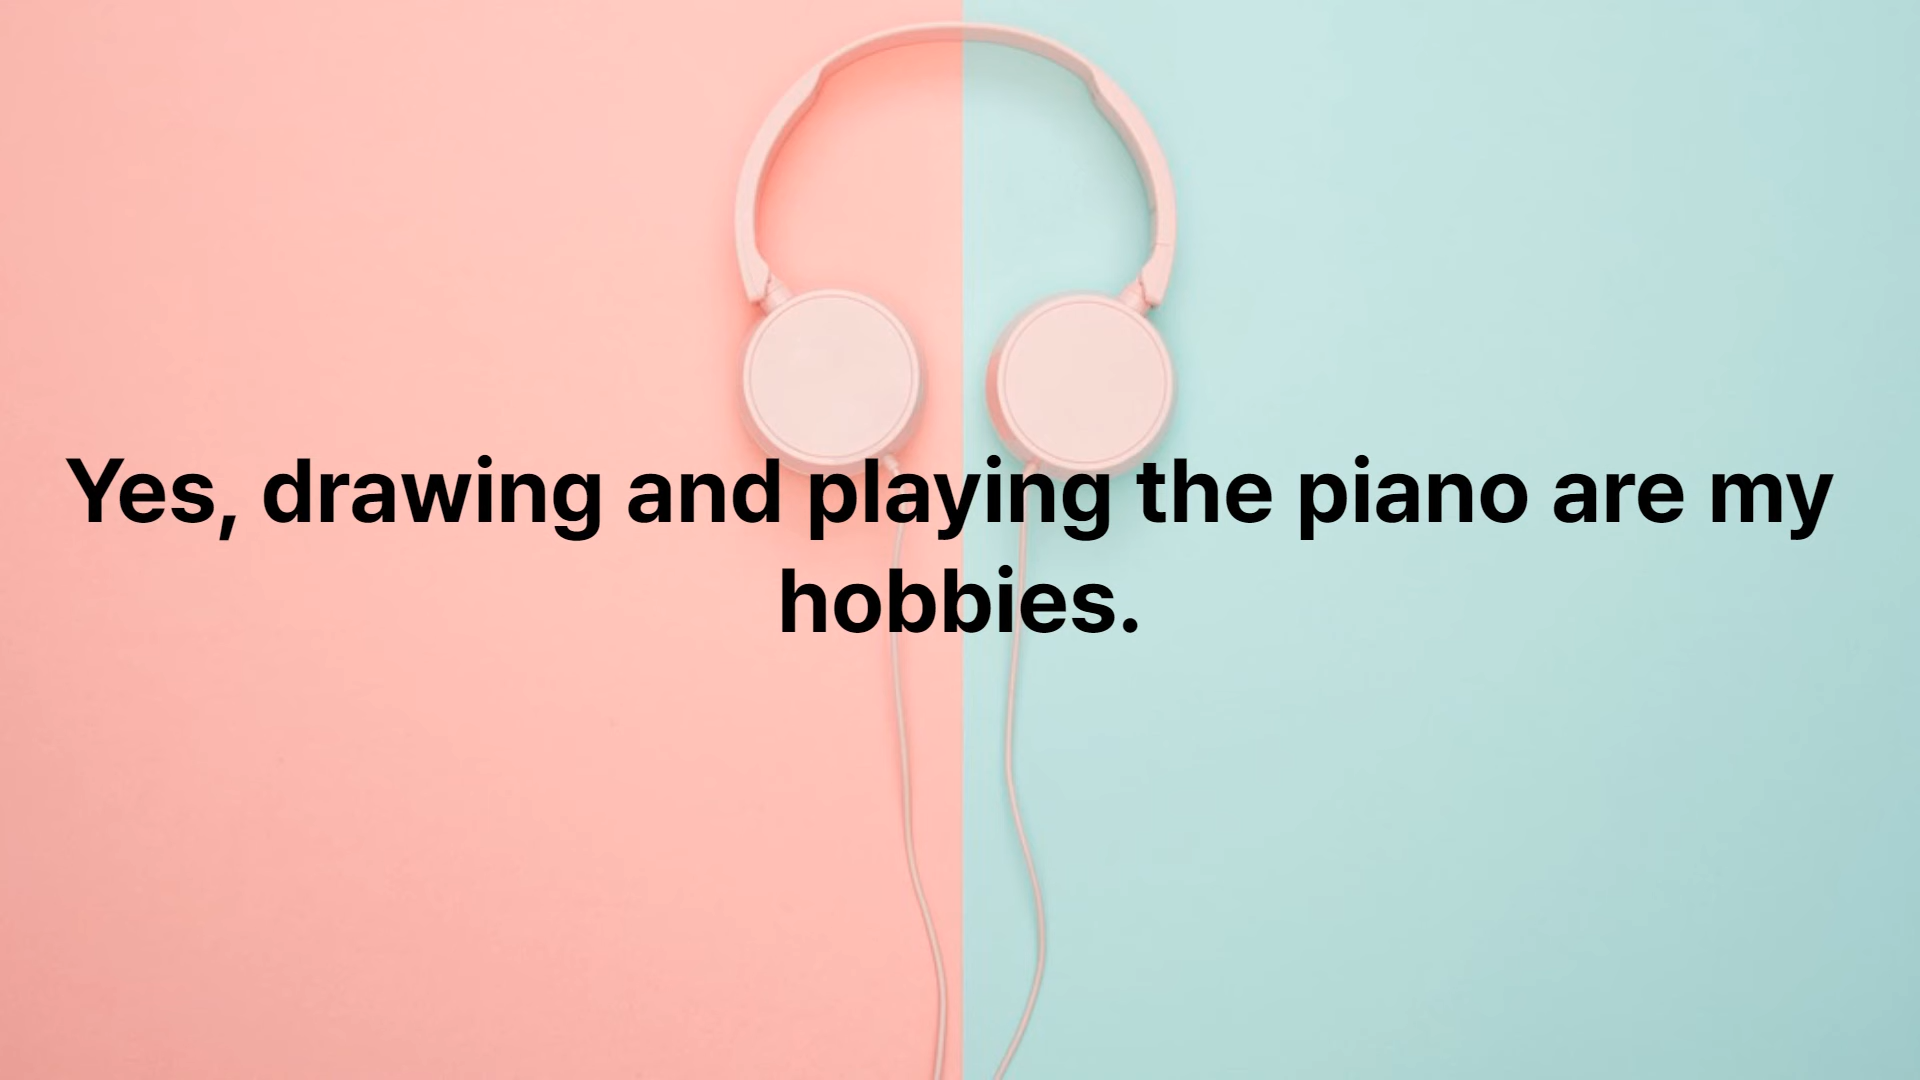 Yes, drawing and playing the piano are my
hobbies.